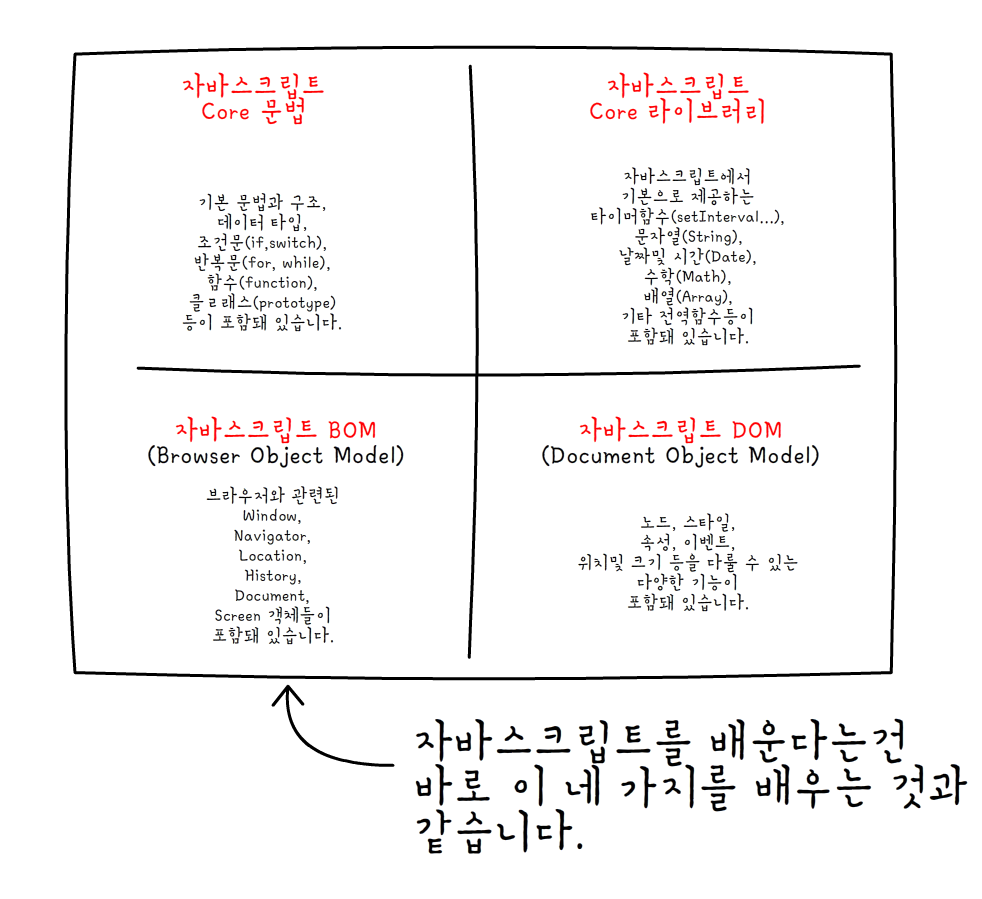 자바스크립트
Core 문법
기본 문법과 구조,
데이터 타입,
조건문(if,switch),
반복문(for, while),
함수(function),
클ㄹ래스(prototype)
등이 포함돼 있습니다.
자바스크립트
Core 라이브러리
자바스크립트에서
기본으로 제공하는
타이머함수(setInterval...),
문자열(String),
날짜및 시간(Date),
수학(Math),
배열(Array),
기타 전역함수등이
포함돼 있습니다.
자바스크립트 BOM
(Browser Object Model)
브라우저와 관련된
Window,
Navigator,
Location,
History,
Document,
Screen 객체들이
포함돼 있습니다.
자바스크립트 DOM
(Document Object Model)
노드, 스타일,
속성, 이벤트,
위치및 크기 등을 다룰 수 있는
다양한 기능이
포함돼 있습니다.
자바스크립트를 배운다는건
바로 이 네 가지를 배우는 것과
같습니다.